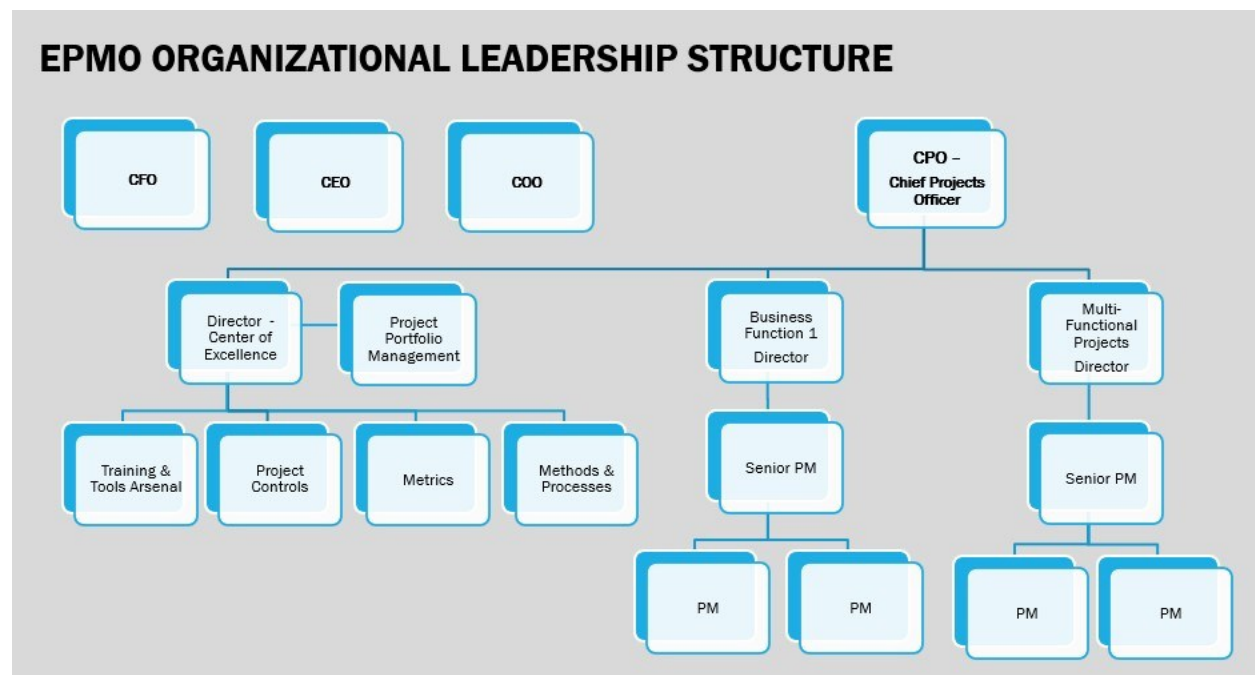 EPMO ORGANIZATIONAL LEADERSHIP STRUCTURE
CFO
CEO
COO
CPO –
Chief Projects
Officer
Director -
Center of
Excellence
Project
Portfolio
Management
Business
Function 1
Director
Multi-
Functional
Projects
Director
Training &
Tools Arsenal
Project
Controls
Metrics
Methods &
Processes
Senior PM
Senior PM
PM
PM
PM
PM